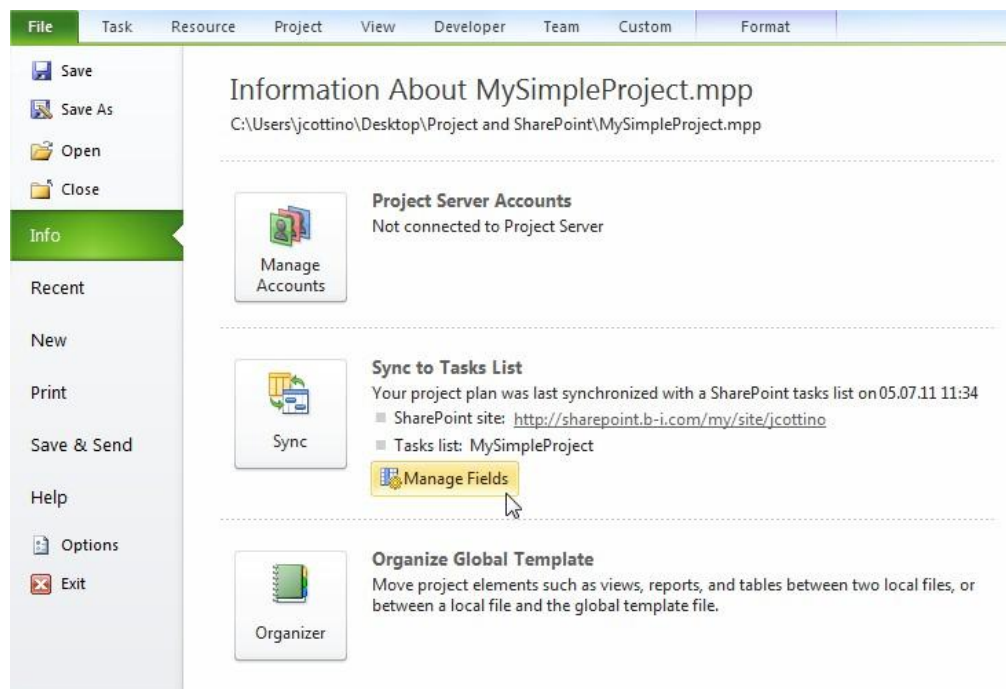 File Task Resource Project View Developer Team Custom Format
Save
Save As
Open
Close
Info
Recent
New
Print
Save & Send
Help
Options
Exit
Information About MySimpleProject.mpp
C:\Users\jcottino\Desktop\Project and SharePoint\MySimpleProject.mpp
Manage
Accounts
Project Server Accounts
Not connected to Project Server
Sync
Sync to Tasks List
Your project plan was last synchronized with a SharePoint tasks list on 05.07.11 11:34
SharePoint site: http://sharepoint.b-i.com/my/site/jcottino
Tasks list: MySimpleProject
Manage Fields
Organizer
Organize Global Template
Move project elements such as views, reports, and tables between two local files, or
between a local file and the global template file.